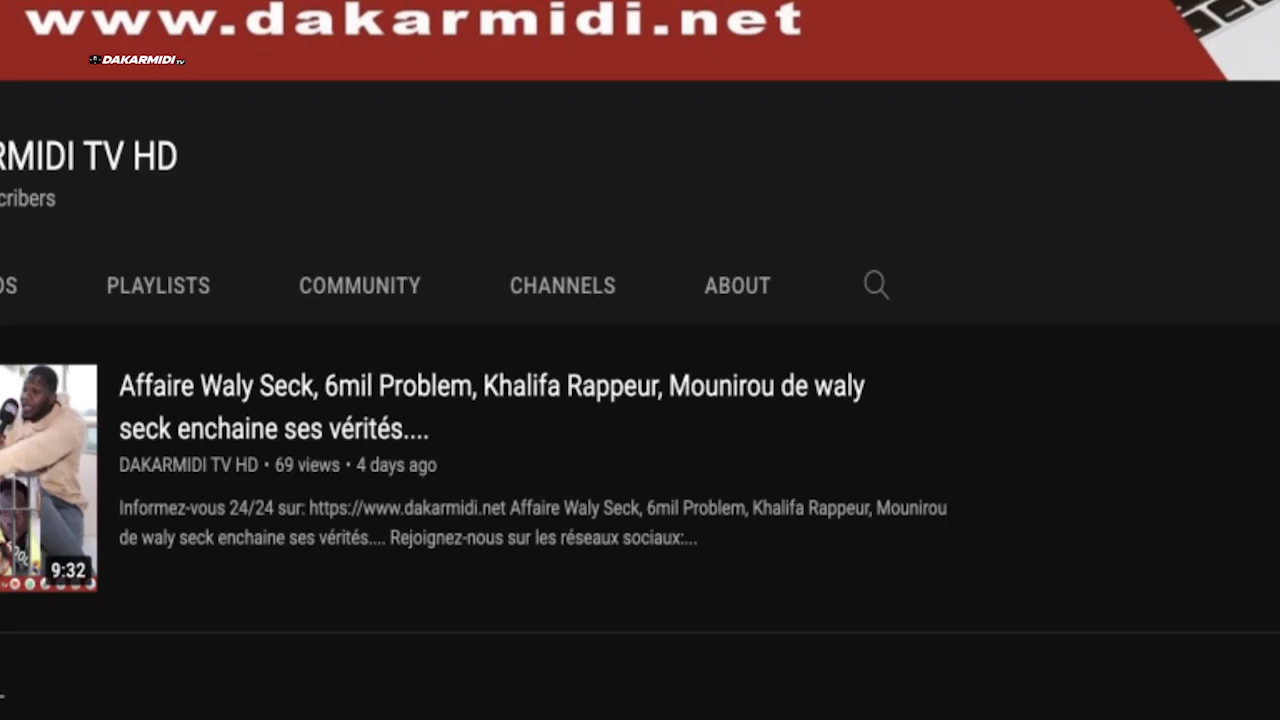 www.dakarmidi.net
DAKARMIDI TV
RMIDI TV HD
cribers
OS PLAYLISTS COMMUNITY CHANNELS ABOUT
Affaire Waly Seck, 6mil Problem, Khalifa Rappeur, Mounirou de waly
seck enchaine ses vérités....
DAKARMIDI TV HD • 69 views • 4 days ago
Informez-vous 24/24 sur: https://www.dakarmidi.net Affaire Waly Seck, 6mil Problem, Khalifa Rappeur, Mounirou
de waly seck enchaine ses vérités.... Rejoignez-nous sur les réseaux sociaux:...
9:32